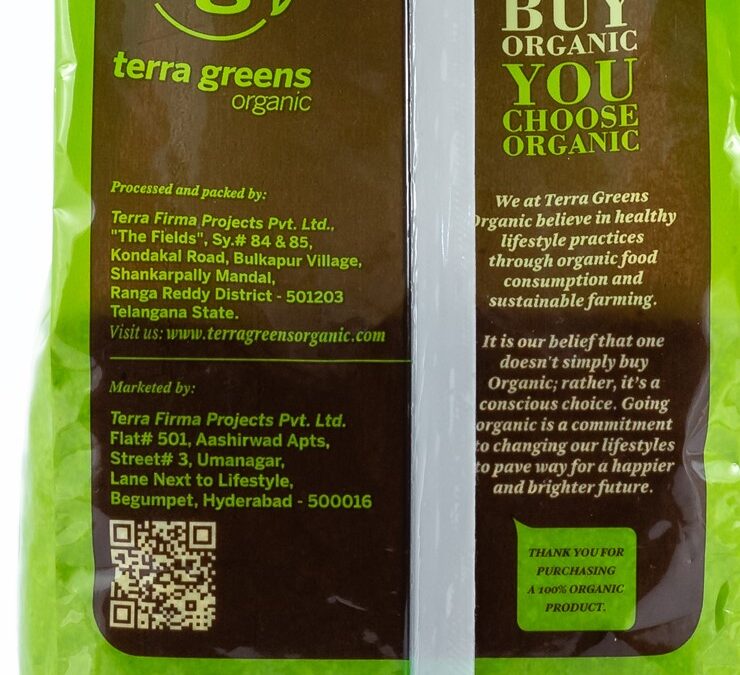 terra greens
organic
Processed and packed by:
Terra Firma Projects Pvt. Ltd.,
"The Fields", Sy.# 84 & 85,
Kondakal Road, Bulkapur Village,
Shankarpally Mandal,
Ranga Reddy District - 501203
Telangana State.
Visit us: www.terragreensorganic.com
Marketed by:
Terra Firma Projects Pvt. Ltd.
Flat# 501, Aashirwad Apts,
Street# 3, Umanagar,
Lane Next to Lifestyle,
Begumpet, Hyderabad - 500016
BUY
ORGANIC
YOU
CHOOSE
ORGANIC
We at Terra Greens
Organic believe in healthy
lifestyle practices
through organic food
consumption and
sustainable farming.
It is our belief that one
doesn't simply buy
Organic; rather, it's a
conscious choice. Going
organic is a commitment
to changing our lifestyles
to pave way for a happier
and brighter future.
THANK YOU FOR
PURCHASING
A 100% ORGANIC
PRODUCT.